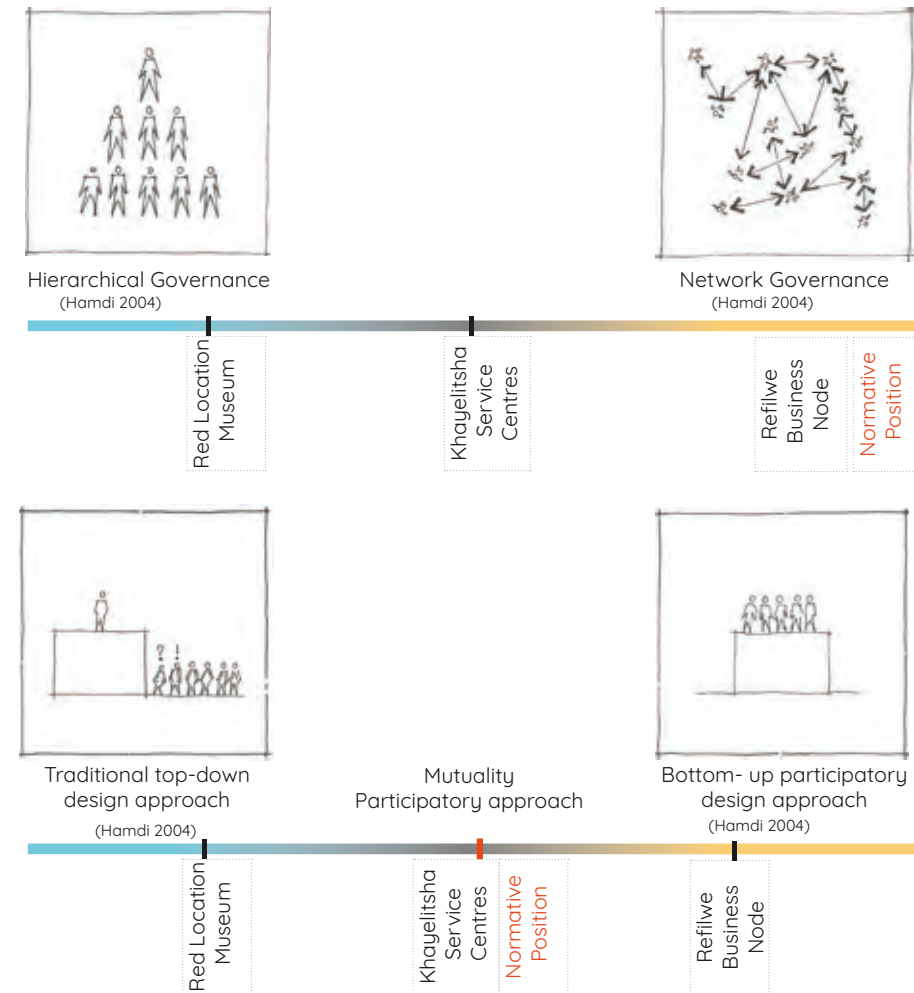 Hierarchical Governance
(Hamdi 2004)
Network Governance
(Hamdi 2004)
Red Location
Museum
Khayelitsha
Service
Centres
Refilwe
Business
Node
Normative
Position
? !
Traditional top-down
design approach
(Hamdi 2004)
Mutuality
Participatory approach
Bottom- up participatory
design approach
(Hamdi 2004)
Red Location
Museum
Khayelitsha
Service
Centres
Normative
Position
Refilwe
Business
Node